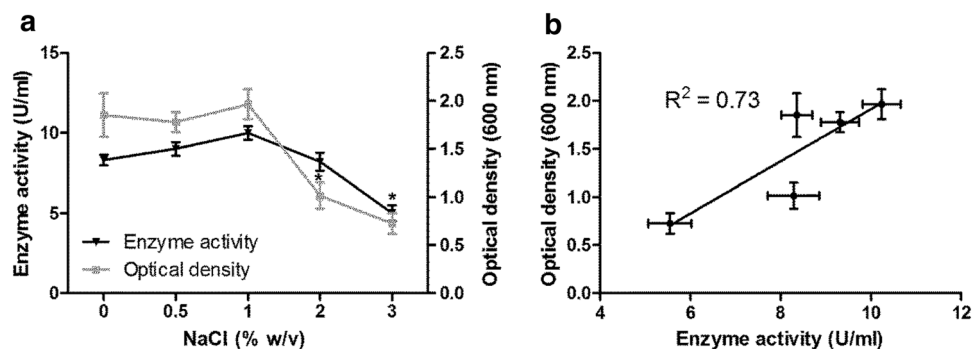 a
Enzyme activity (U/ml)
15
10
5
0
Optical density (600 nm)
2.5
2.0
1.5
1.0
0.5
0.0
*
*
Enzyme activity
Optical density
0 0.5 1 2 3
NaCl (% w/v)
b
Optical density (600 nm)
2.5
2.0
1.5
1.0
0.5
0.0
R² = 0.73
4 6 8 10 12
Enzyme activity (U/ml)